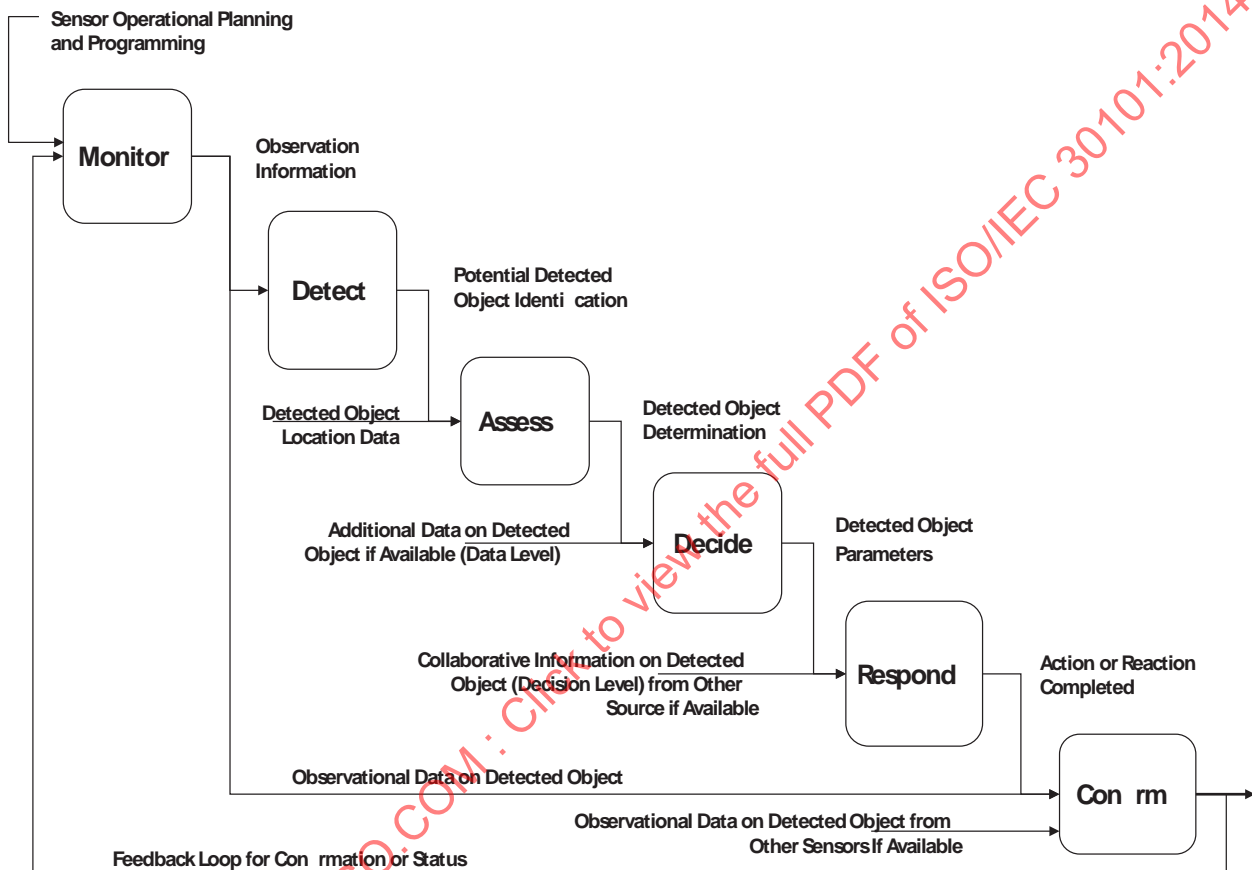 Sensor Operational Planning
and Programming
Monitor
Observation
Information
Detect
Potential Detected
Object Identi cation
Detected Object
Location Data
Assess
Detected Object
Determination
Additional Data on Detected
Object if Available (Data Level)
Decide
Detected Object
Parameters
Collaborative Information on Detected
Object (Decision Level) from Other
Source if Available
Respond
Action or Reaction
Completed
Observational Data on Detected Object
Con rm
Observational Data on Detected Object from
Other Sensors If Available
Feedback Loop for Con rmation or Status
O.COM : Click to view the full PDF of ISO/IEC 30101:2014